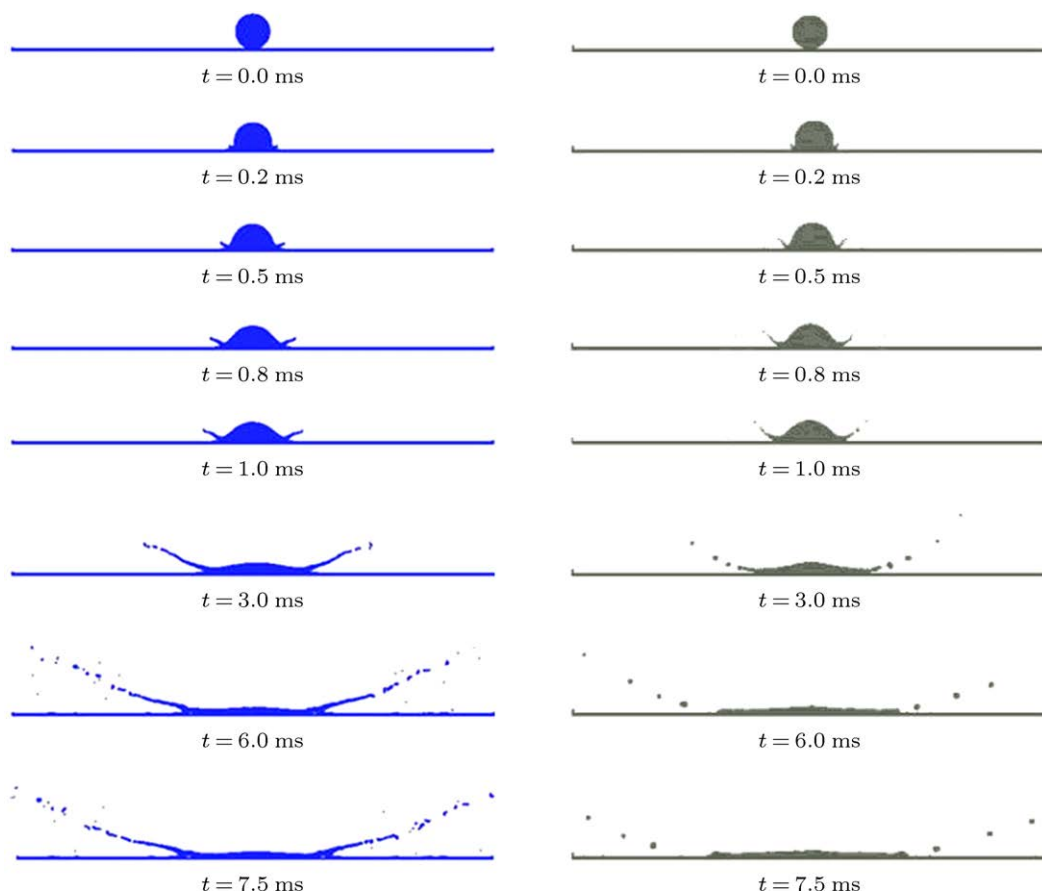 t = 0.0 ms t = 0.0 ms
t = 0.2 ms t = 0.2 ms
t = 0.5 ms t = 0.5 ms
t = 0.8 ms t = 0.8 ms
t = 1.0 ms t = 1.0 ms
t = 3.0 ms t = 3.0 ms
t = 6.0 ms t = 6.0 ms
t = 7.5 ms t = 7.5 ms